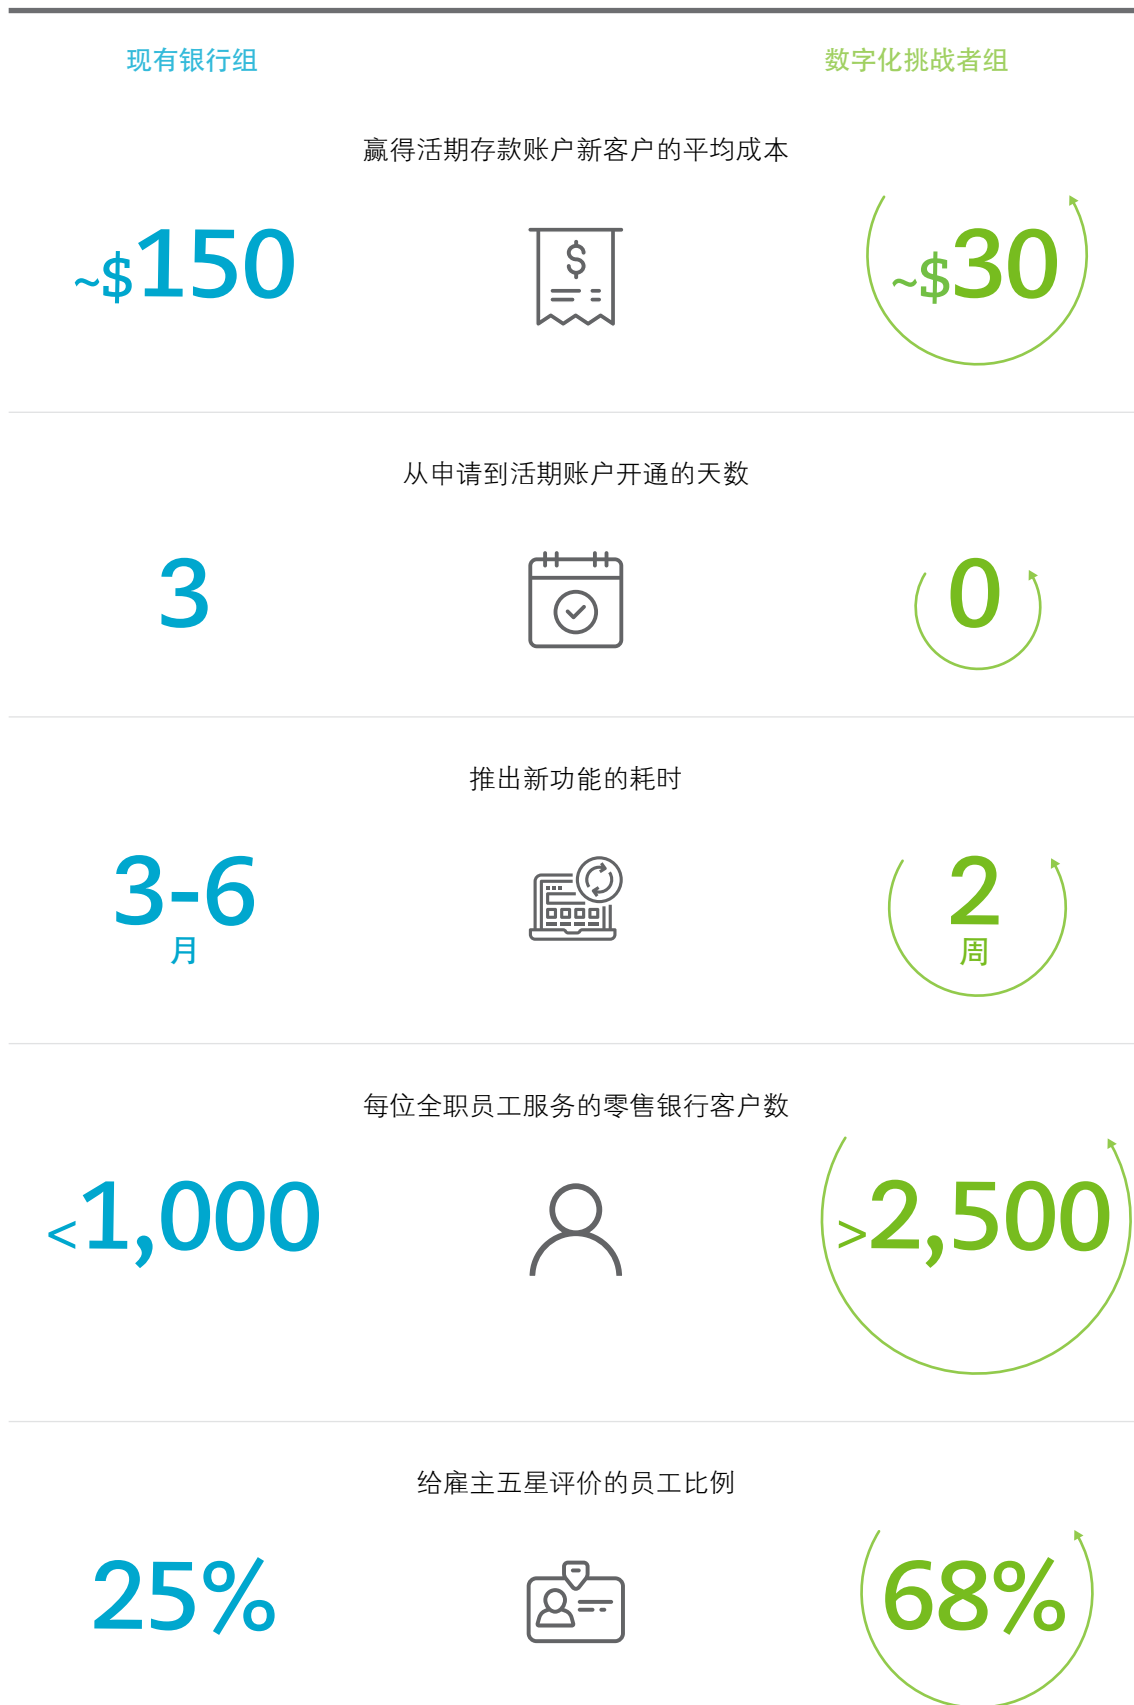 现有银行组
数字化挑战者组
赢得活期存款账户新客户的平均成本
~$150
~$30
从申请到活期账户开通的天数
3
0
推出新功能的耗时
3-6
月
2
周
每位全职员工服务的零售银行客户数
<1,000
>2,500
给雇主五星评价的员工比例
25%
68%